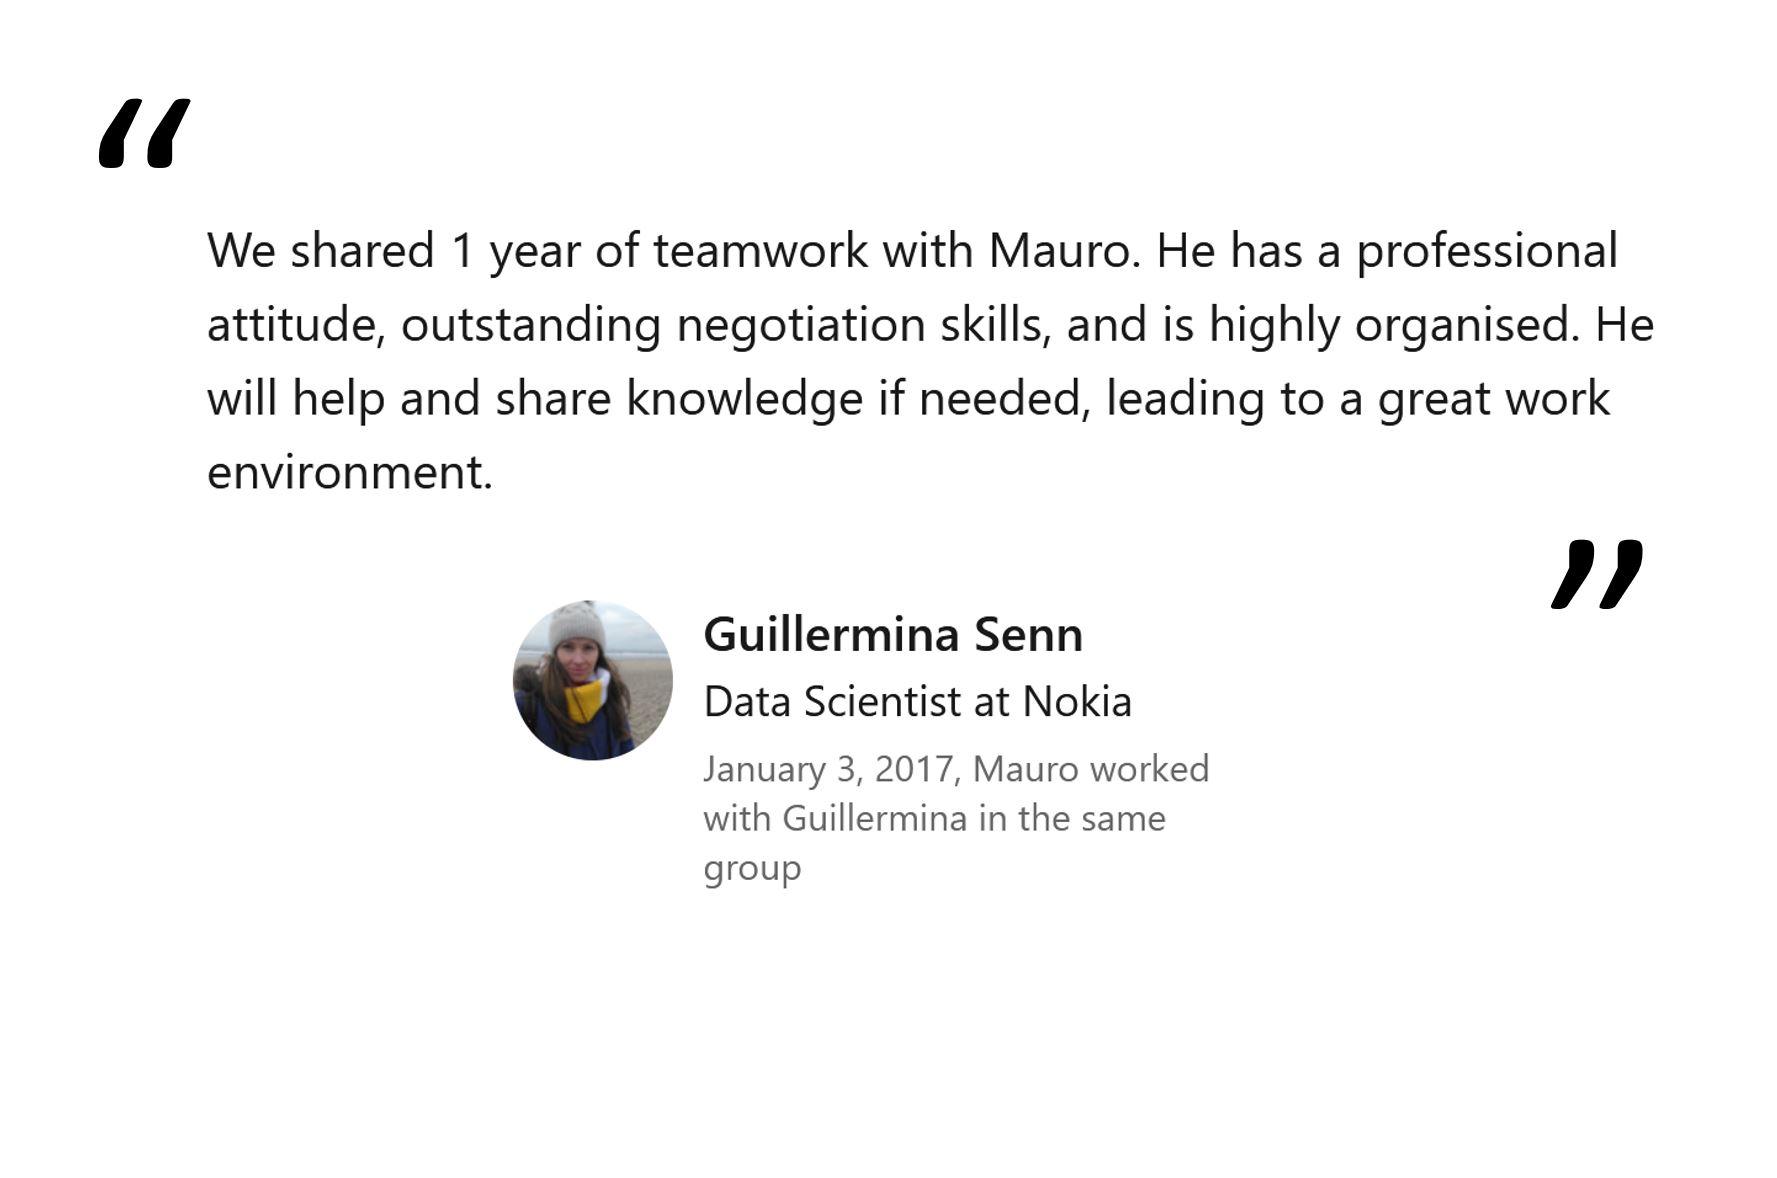 “
We shared 1 year of teamwork with Mauro. He has a professional
attitude, outstanding negotiation skills, and is highly organised. He
will help and share knowledge if needed, leading to a great work
environment.
”
Guillermina Senn
Data Scientist at Nokia
January 3, 2017, Mauro worked
with Guillermina in the same
group